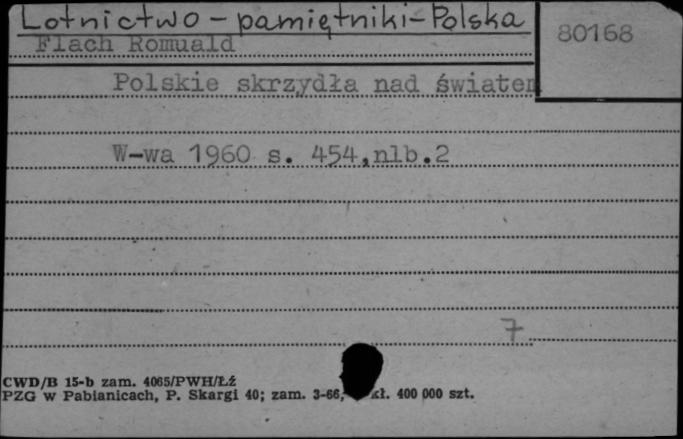 Lotnictwo - pamiętniki - Polska
80168
Flach Romuald
Polskie skrzydła nad światem
W-wa 1960 s. 454, nlb.2
7
CWD/B 15-b zam. 4065/PWH/Łź
PZG w Pabianicach, P. Skargi 40; zam. 3-66, kł. 400 000 szt.